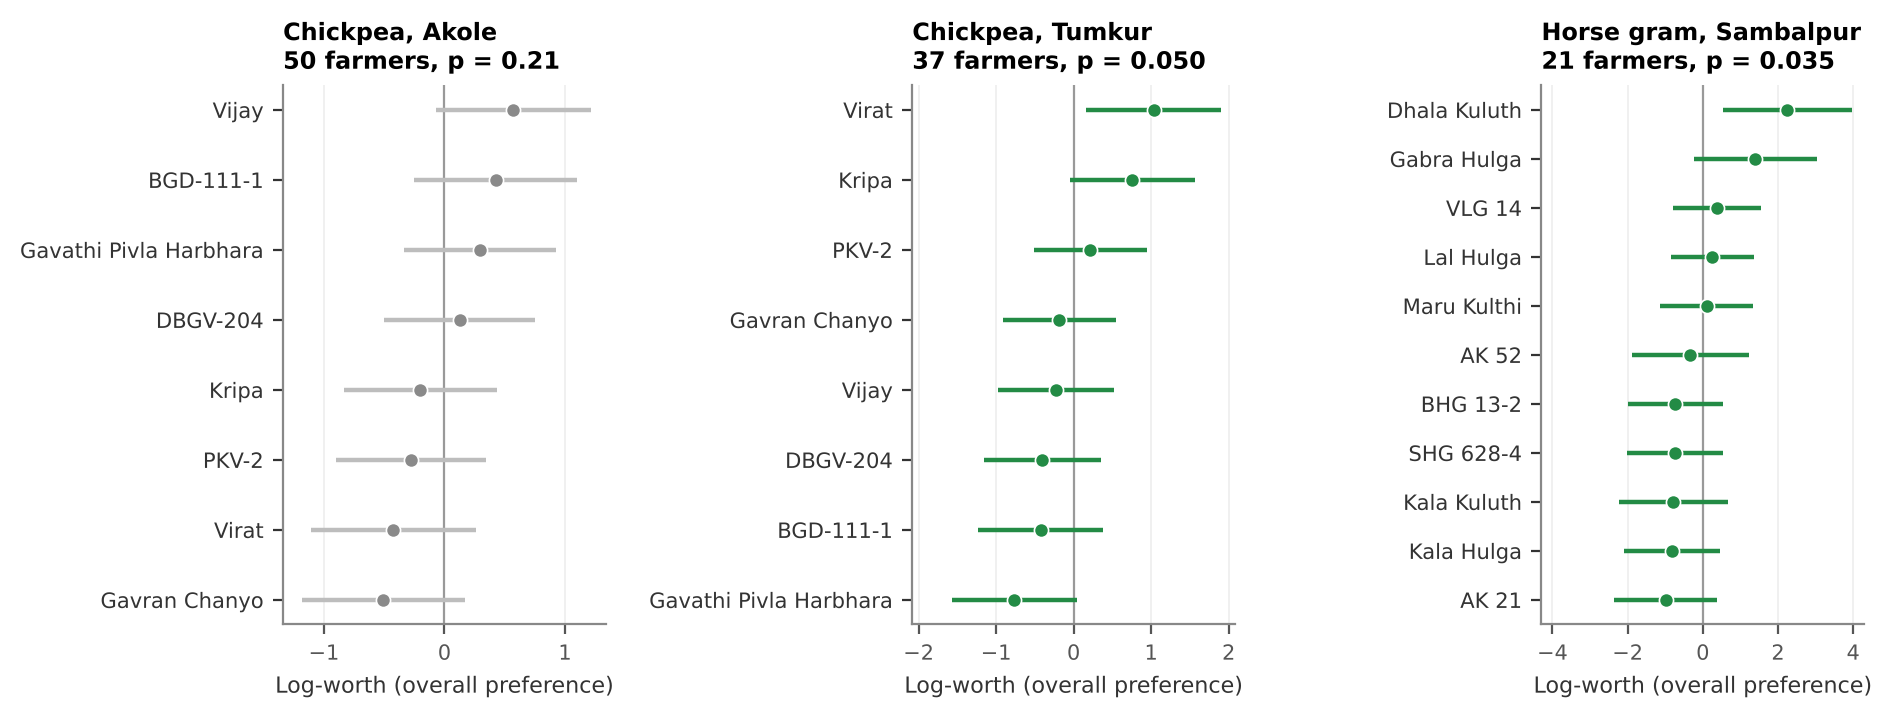 Chickpea, Akole
50 farmers, p = 0.21
Vijay
BGD-111-1
Gavathi Pivla Harbhara
DBGV-204
Kripa
PKV-2
Virat
Gavran Chanyo
−1 0 1
Log-worth (overall preference)
Chickpea, Tumkur
37 farmers, p = 0.050
Virat
Kripa
PKV-2
Gavran Chanyo
Vijay
DBGV-204
BGD-111-1
Gavathi Pivla Harbhara
−2 −1 0 1 2
Log-worth (overall preference)
Horse gram, Sambalpur
21 farmers, p = 0.035
Dhala Kuluth
Gabra Hulga
VLG 14
Lal Hulga
Maru Kulthi
AK 52
BHG 13-2
SHG 628-4
Kala Kuluth
Kala Hulga
AK 21
−4 −2 0 2 4
Log-worth (overall preference)